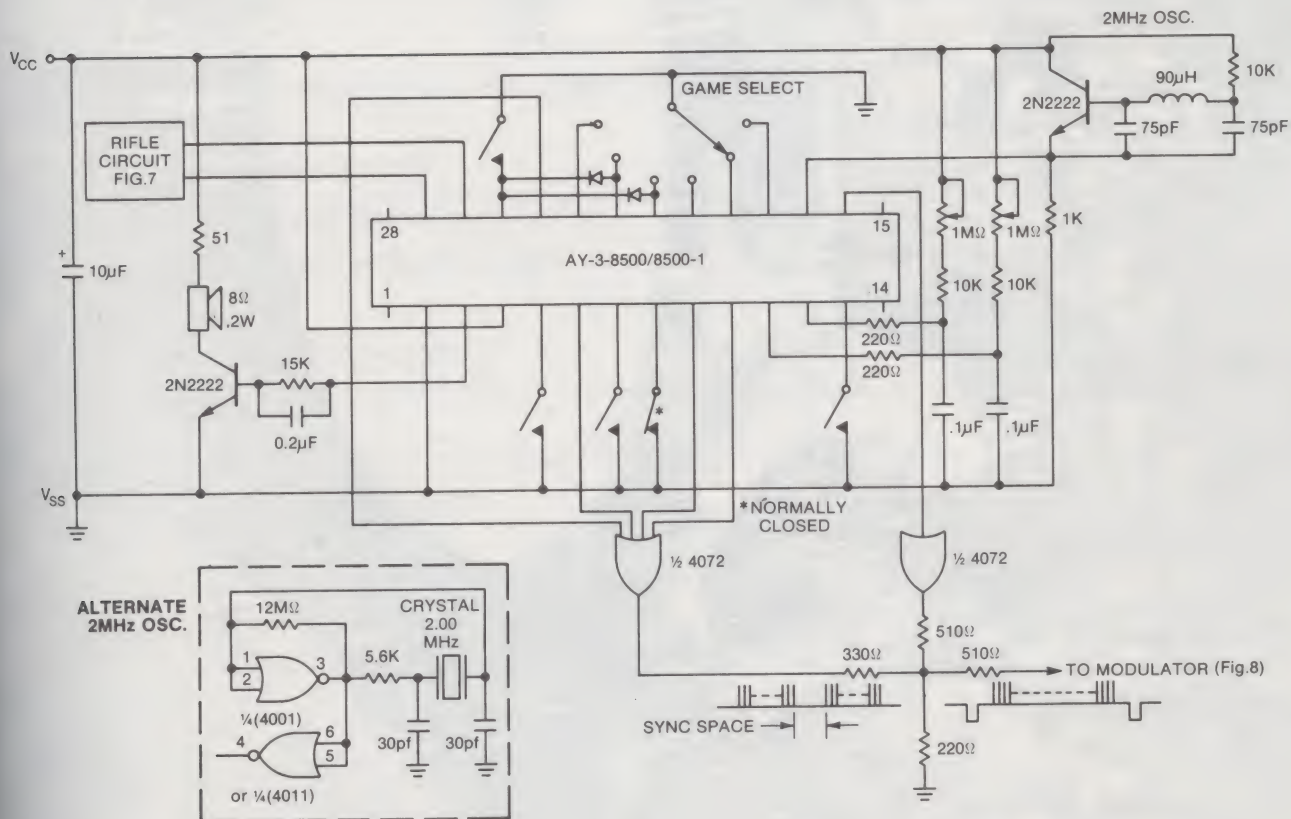 2MHz OSC.
VCC
GAME SELECT
10K
90µH
2N2222
75pF
75pF
RIFLE
CIRCUIT
FIG.7
51
28
15
1MΩ
1MΩ
1K
AY-3-8500/8500-1
+
10µF
8Ω
.2W
1
14
10K
10K
220Ω
220Ω
15K
2N2222
0.2µF
*
.1µF
.1µF
VSS
*NORMALLY
CLOSED
½ 4072
½ 4072
ALTERNATE
2MHz OSC.
12MΩ
CRYSTAL
2.00
MHz
5.6K
1
2
3
¼(4001)
4
6
5
30pf
30pf
or ¼(4011)
510Ω
330Ω
510Ω
TO MODULATOR (Fig.8)
SYNC SPACE
220Ω